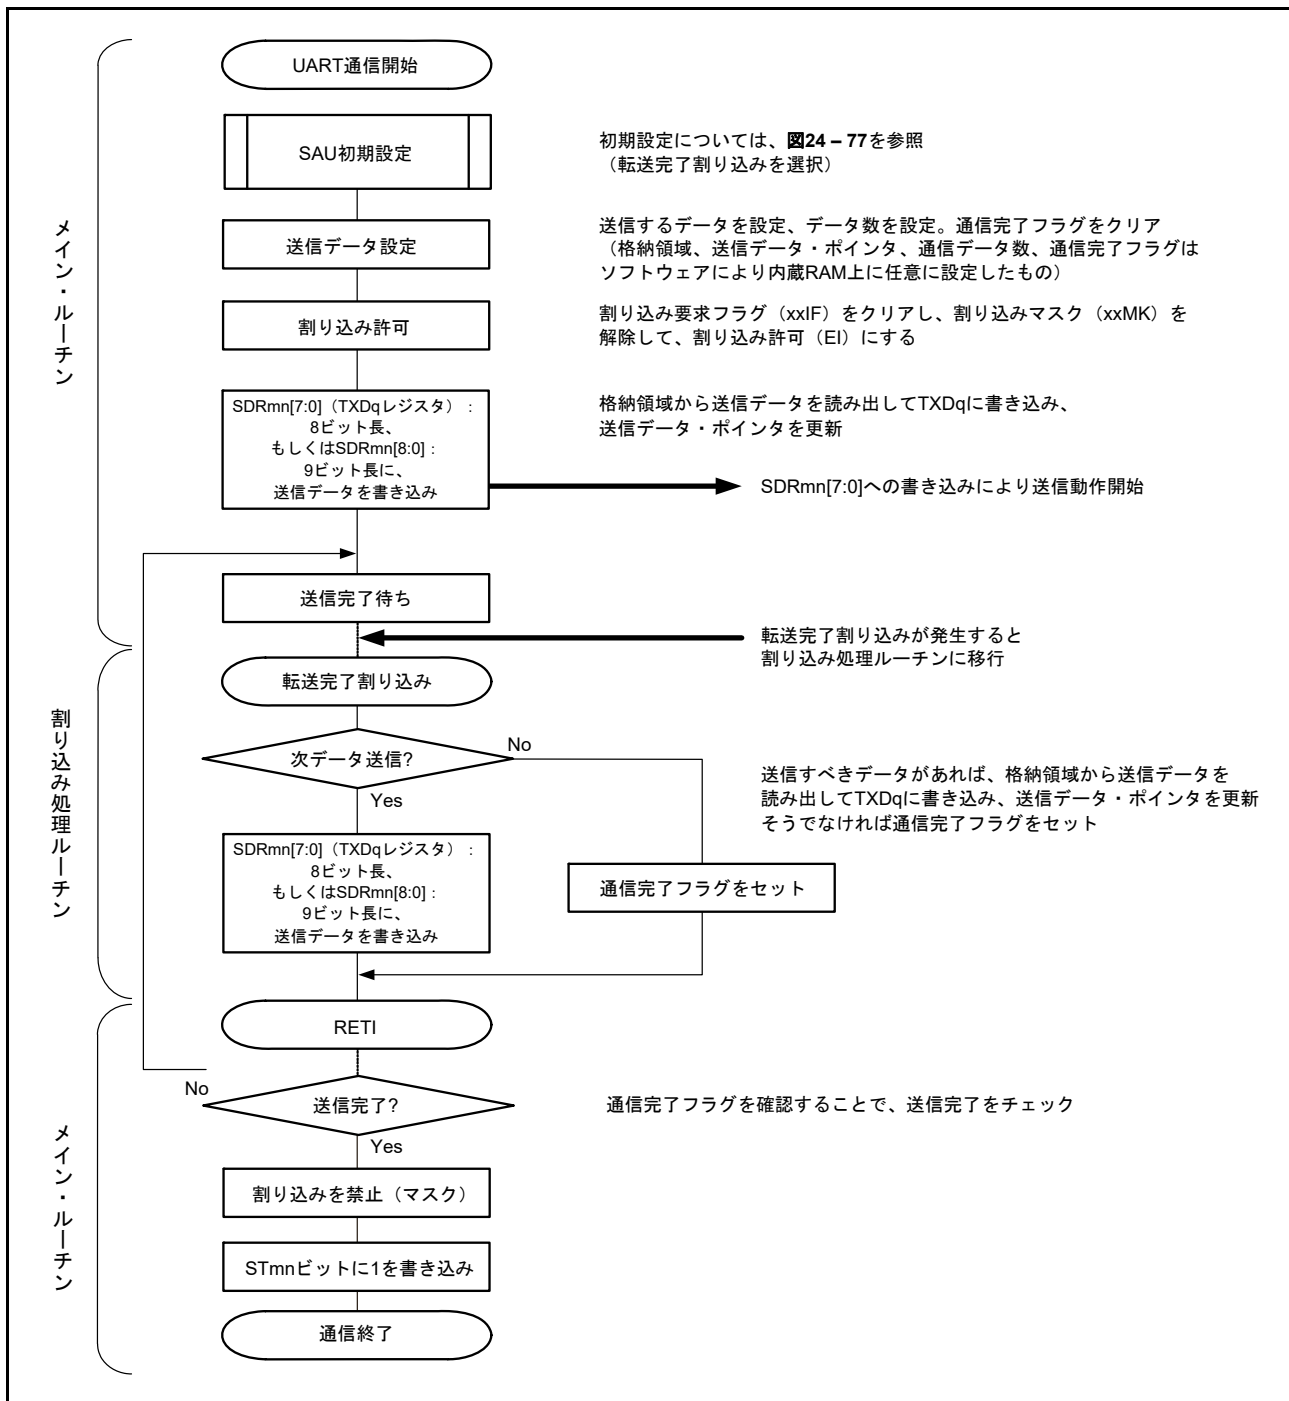 UART通信開始
SAU初期設定
初期設定については、図24 – 77を参照
（転送完了割り込みを選択）
メイン・ルーチン
送信データ設定
送信するデータを設定、データ数を設定。通信完了フラグをクリア
（格納領域、送信データ・ポインタ、通信データ数、通信完了フラグは
ソフトウェアにより内蔵RAM上に任意に設定したもの）
割り込み許可
割り込み要求フラグ（xxIF）をクリアし、割り込みマスク（xxMK）を
解除して、割り込み許可（EI）にする
SDRmn[7:0]（TXDqレジスタ）：
8ビット長、
もしくはSDRmn[8:0]：
9ビット長に、
送信データを書き込み
格納領域から送信データを読み出してTXDqに書き込み、
送信データ・ポインタを更新
SDRmn[7:0]への書き込みにより送信動作開始
送信完了待ち
転送完了割り込みが発生すると
割り込み処理ルーチンに移行
転送完了割り込み
割り込み処理ルーチン
次データ送信?
No
Yes
送信すべきデータがあれば、格納領域から送信データを
読み出してTXDqに書き込み、送信データ・ポインタを更新
そうでなければ通信完了フラグをセット
SDRmn[7:0]（TXDqレジスタ）：
8ビット長、
もしくはSDRmn[8:0]：
9ビット長に、
送信データを書き込み
通信完了フラグをセット
RETI
メイン・ルーチン
No
送信完了?
Yes
通信完了フラグを確認することで、送信完了をチェック
割り込みを禁止（マスク）
STmnビットに1を書き込み
通信終了